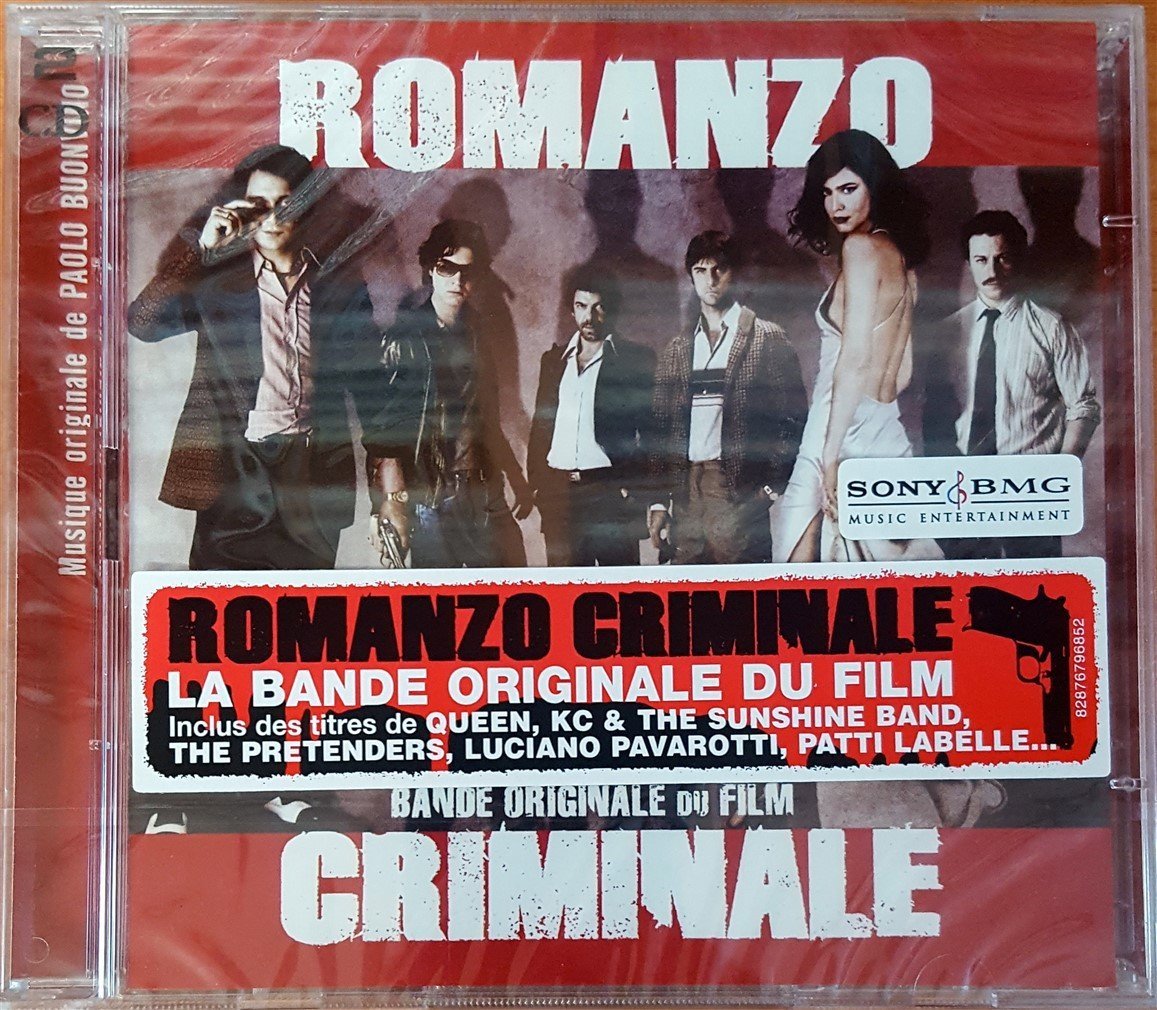 ROMANZO
2 CD
Musique originale de PAOLO BUONVINO
SONY BMG
MUSIC ENTERTAINMENT
ROMANZO CRIMINALE
LA BANDE ORIGINALE DU FILM
Inclus des titres de QUEEN, KC & THE SUNSHINE BAND,
THE PRETENDERS, LUCIANO PAVAROTTI, PATTI LABELLE...
82876796852
BANDE ORIGINALE DU FILM
CRIMINALE